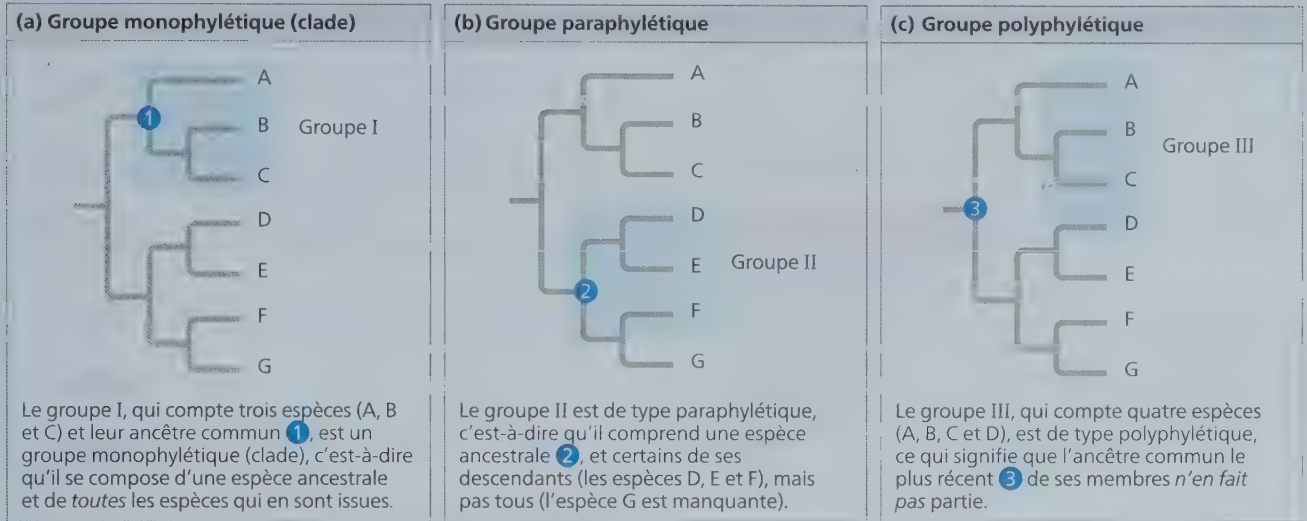 (a) Groupe monophylétique (clade)
A
1
B
Groupe I
C
D
E
F
G
Le groupe I, qui compte trois espèces (A, B
et C) et leur ancêtre commun 1, est un
groupe monophylétique (clade), c'est-à-dire
qu'il se compose d'une espèce ancestrale
et de toutes les espèces qui en sont issues.
(b) Groupe paraphylétique
A
B
C
D
E
Groupe II
2
F
G
Le groupe II est de type paraphylétique,
c'est-à-dire qu'il comprend une espèce
ancestrale 2, et certains de ses
descendants (les espèces D, E et F), mais
pas tous (l'espèce G est manquante).
(c) Groupe polyphylétique
A
B
Groupe III
C
3
D
E
F
G
Le groupe III, qui compte quatre espèces
(A, B, C et D), est de type polyphylétique,
ce qui signifie que l'ancêtre commun le
plus récent 3 de ses membres n'en fait
pas partie.